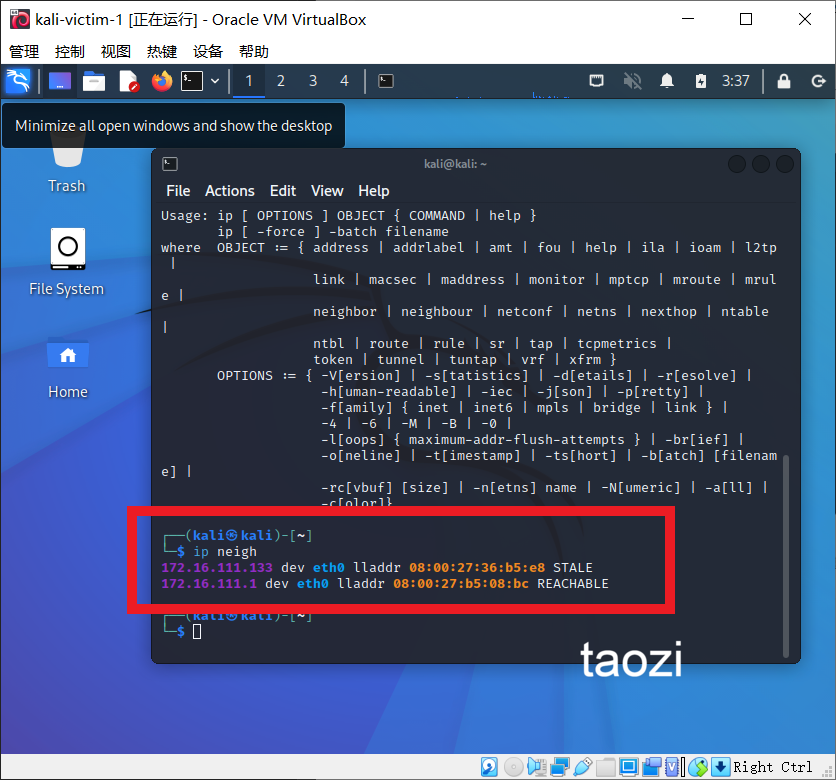 kali-victim-1 [正在运行] - Oracle VM VirtualBox
管理 控制 视图 热键 设备 帮助
1 2 3 4 3:37
Minimize all open windows and show the desktop
Trash
File System
Home
kali@kali: ~
File Actions Edit View Help
Usage: ip [ OPTIONS ] OBJECT { COMMAND | help }
ip [ -force ] -batch filename
where OBJECT := { address | addrlabel | amt | fou | help | ila | ioam | l2tp
|
link | macsec | maddress | monitor | mptcp | mroute | mrul
e |
neighbor | neighbour | netconf | netns | nexthop | ntable
|
ntbl | route | rule | sr | tap | tcpmetrics |
token | tunnel | tuntap | vrf | xfrm }
OPTIONS := { -V[ersion] | -s[tatistics] | -d[etails] | -r[esolve] |
-h[uman-readable] | -iec | -j[son] | -p[retty] |
-f[amily] { inet | inet6 | mpls | bridge | link } |
-4 | -6 | -M | -B | -0 |
-l[oops] { maximum-addr-flush-attempts } | -br[ief] |
-o[neline] | -t[imestamp] | -ts[hort] | -b[atch] [filenam
e] |
-rc[vbuf] [size] | -n[etns] name | -N[umeric] | -a[ll] |
-c[olor]}
┌──(kali㉿kali)-[~]
└─$ ip neigh
172.16.111.133 dev eth0 lladdr 08:00:27:36:b5:e8 STALE
172.16.111.1 dev eth0 lladdr 08:00:27:b5:08:bc REACHABLE
┌──(kali㉿kali)-[~]
└─$
taozi
Right Ctrl